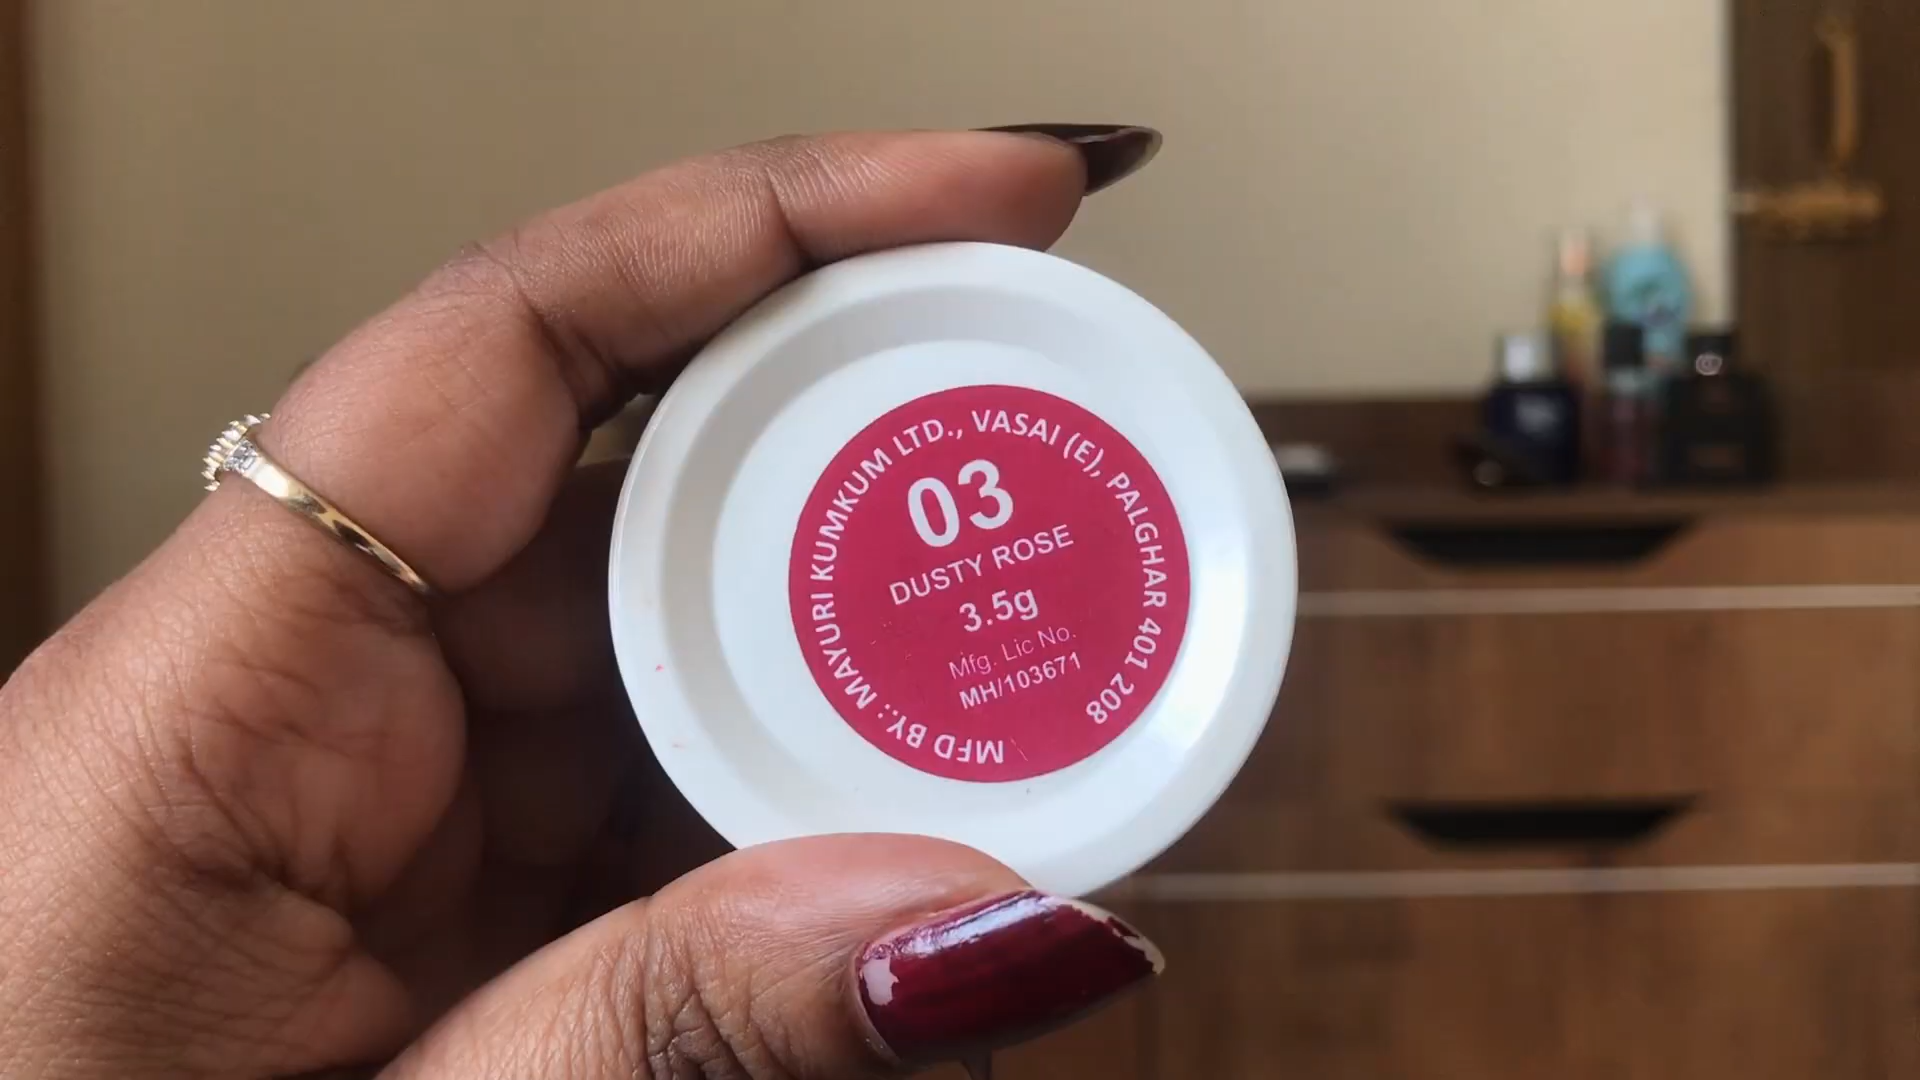 MFD BY.: MAYURI KUMKUM LTD., VASAI (E), PALGHAR 401 208
03
DUSTY ROSE
3.5g
Mfg. Lic No.
MH/103671